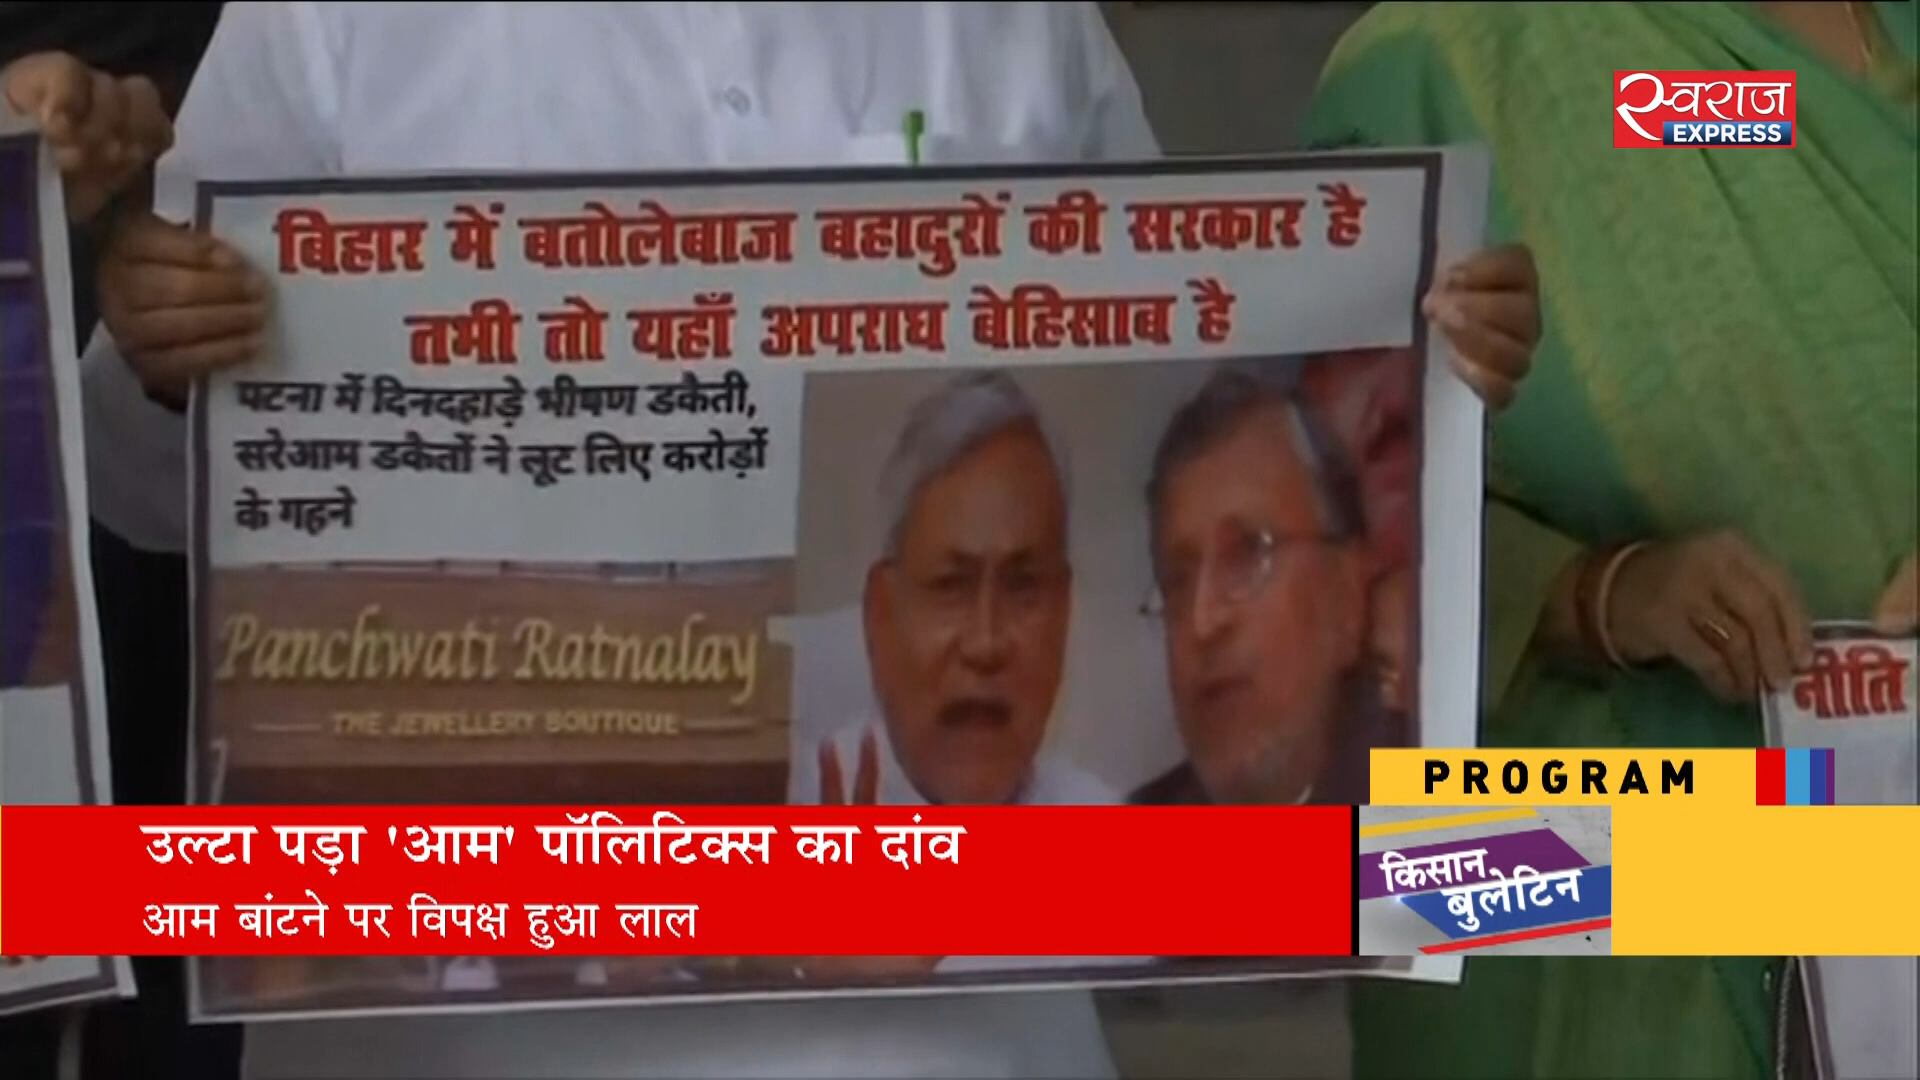 स्वराज
EXPRESS
बिहार में बतोलेबाज बहादुरों की सरकार है
तभी तो यहाँ अपराध बेहिसाब है
पटना में दिनदहाड़े भीषण डकैती,
सरेआम डकैतों ने लूट लिए करोड़ों
के गहने
Panchwati Ratnalay
THE JEWELLERY BOUTIQUE
नीति
PROGRAM
उल्टा पड़ा 'आम' पॉलिटिक्स का दांव
आम बांटने पर विपक्ष हुआ लाल
किसान
बुलेटिन